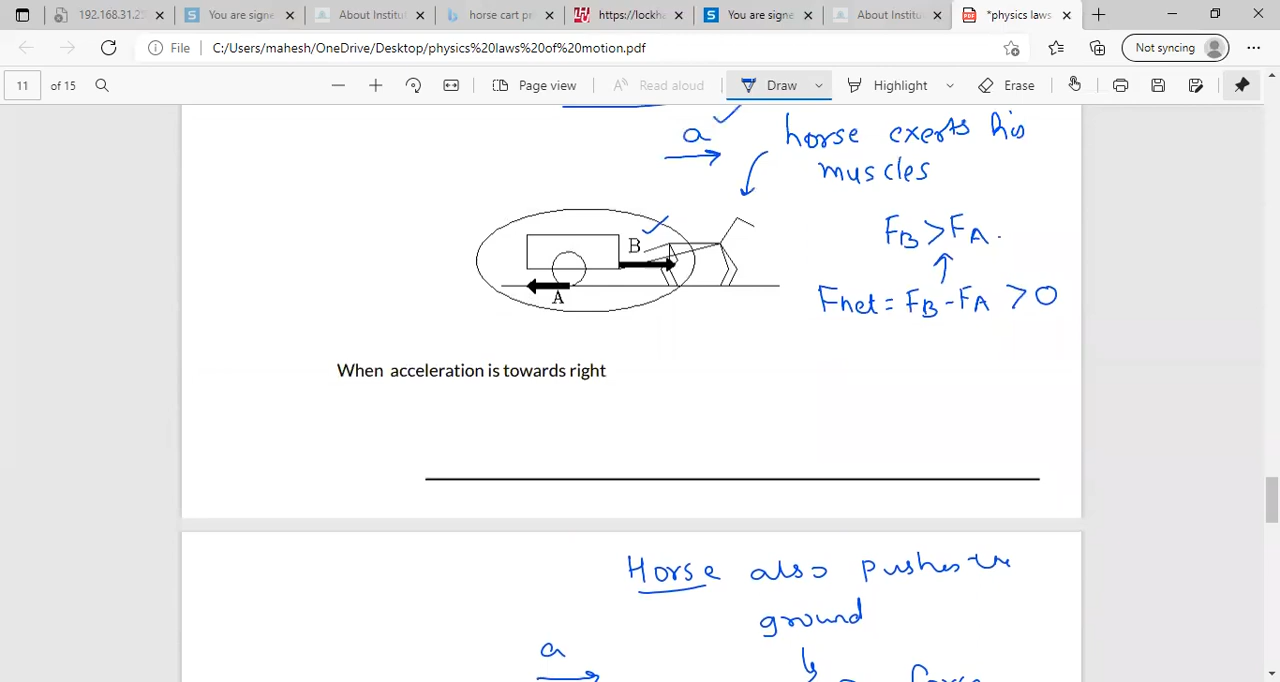 192.168.31.2
You are signe
About Institu
horse cart pr
https://lockha
You are signe
About Institu
*physics laws
File
C:/Users/mahesh/OneDrive/Desktop/physics%20laws%20of%20motion.pdf
Not syncing
11 of 15
Page view
Read aloud
Draw
Highlight
Erase
a
horse exerts his
muscles
B
A
FB > FA
Fnet = FB - FA > 0
When acceleration is towards right
Horse also pushes the
ground
a
force